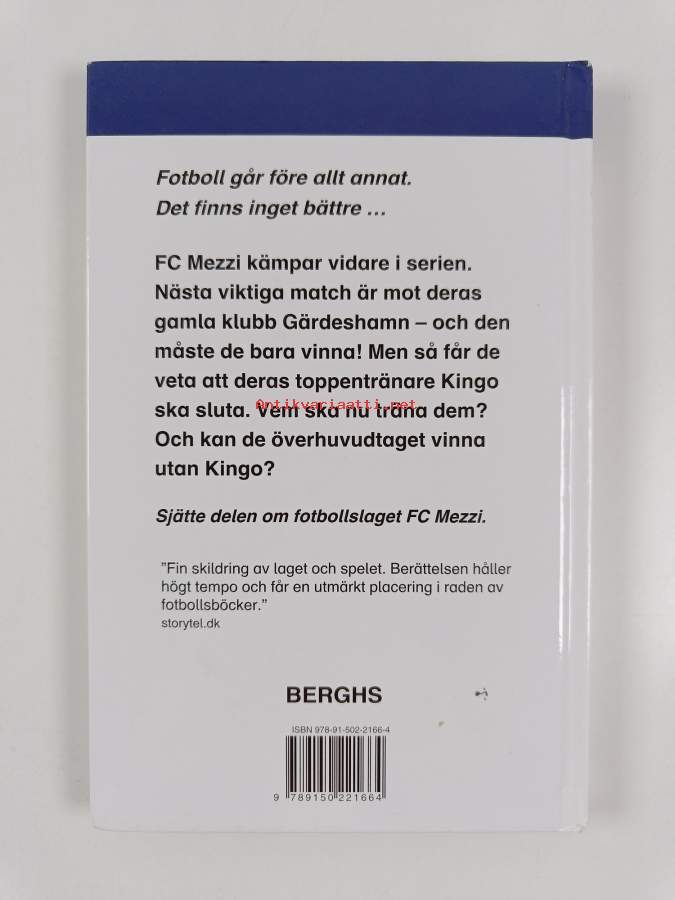 Fotboll går före allt annat.
Det finns inget bättre …
FC Mezzi kämpar vidare i serien.
Nästa viktiga match är mot deras
gamla klubb Gärdeshamn – och den
måste de bara vinna! Men så får de
veta att deras toppentränare Kingo
ska sluta. Vem ska nu träna dem?
Antikvariaatti.net
Och kan de överhuvudtaget vinna
utan Kingo?
Sjätte delen om fotbollslaget FC Mezzi.
”Fin skildring av laget och spelet. Berättelsen håller
högt tempo och får en utmärkt placering i raden av
fotbollsböcker.”
storytel.dk
BERGHS
ISBN 978-91-502-2166-4
9 789150 221664